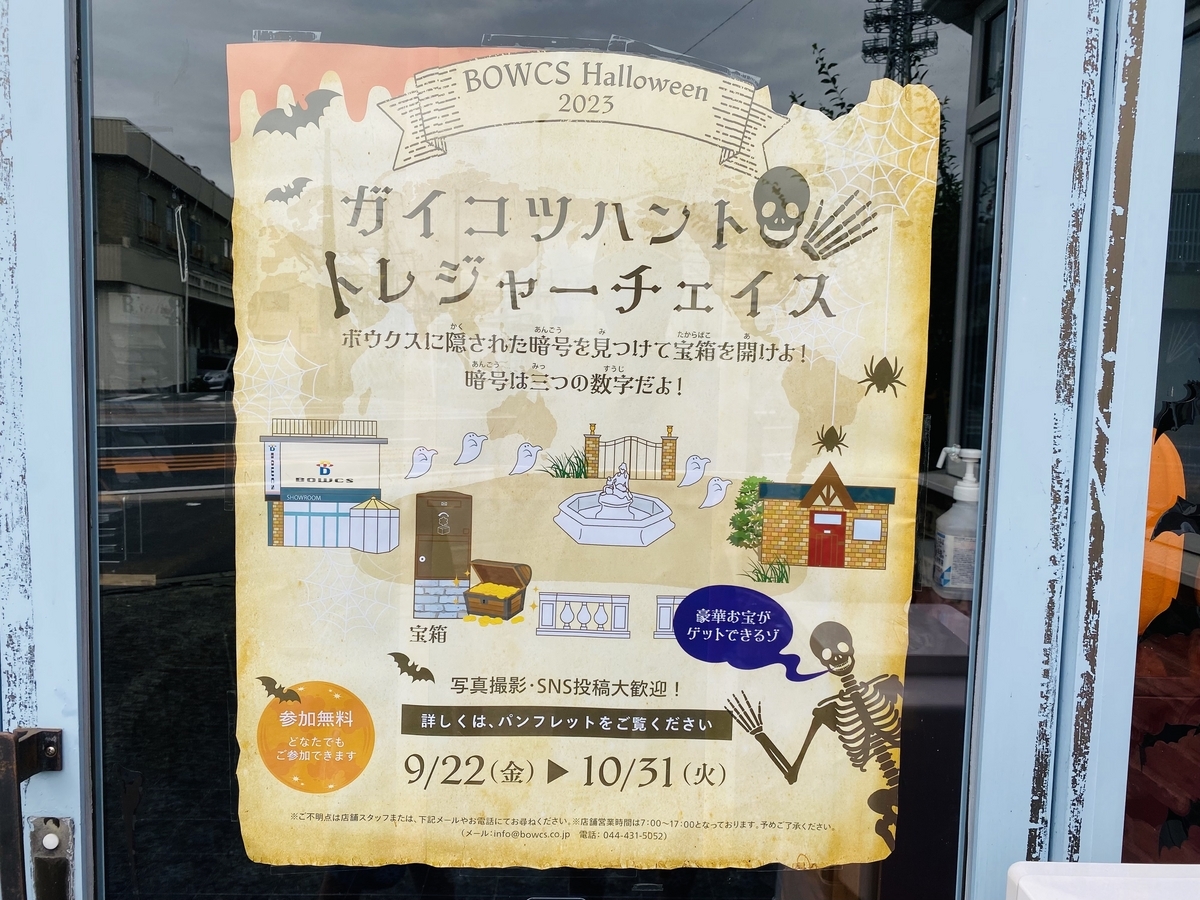 BOWCS Halloween
2023
ガイコツハント
トレジャーチェイス
ボウクスに隠された暗号を見つけて宝箱を開けよ!
暗号は三つの数字だよ!
BOWCS
SHOWROOM
宝箱
豪華お宝が
ゲットできるゾ
写真撮影・SNS投稿大歓迎!
詳しくは、パンフレットをご覧ください
参加無料
どなたでも
ご参加できます
9/22(金)▶10/31(火)
※ご不明点は店舗スタッフまたは、下記メールやお電話にてお尋ねください。※店舗営業時間は7:00〜17:00となっております。予めご了承ください。
(メール:info@bowcs.co.jp 電話: 044-431-5052)